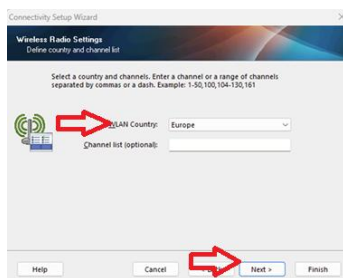 Connectivity Setup Wizard
Wireless Radio Settings
Define country and channel list
Select a country and channels. Enter a channel or a range of channels
separated by commas or a dash. Example: 1-50,100,104-130,161
WLAN Country: Europe
Channel list (optional):
Help Cancel Next > Finish